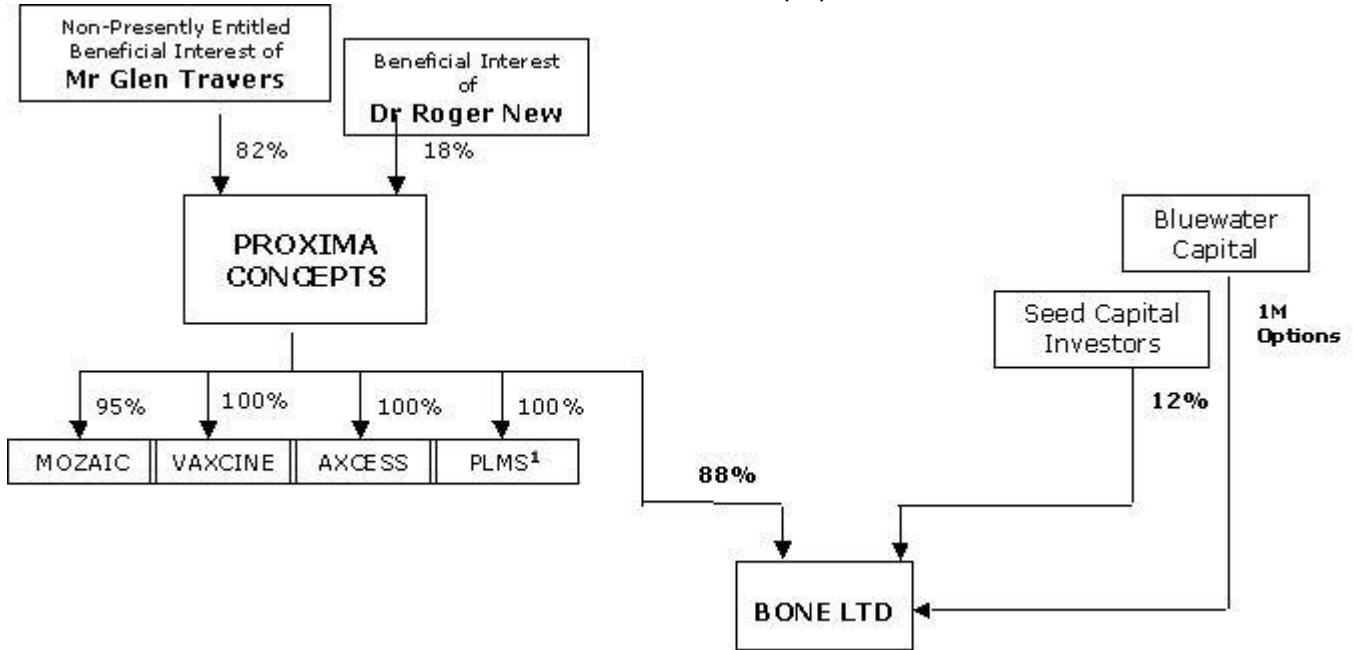 Non-Presently Entitled
Beneficial Interest of
Mr Glen Travers
Beneficial Interest
of
Dr Roger New
82%
18%
PROXIMA
CONCEPTS
Bluewater
Capital
Seed Capital
Investors
1M
Options
95%
100%
100%
100%
12%
MOZAIC
VAXCINE
AXCESS
PLMS¹
88%
BONE LTD